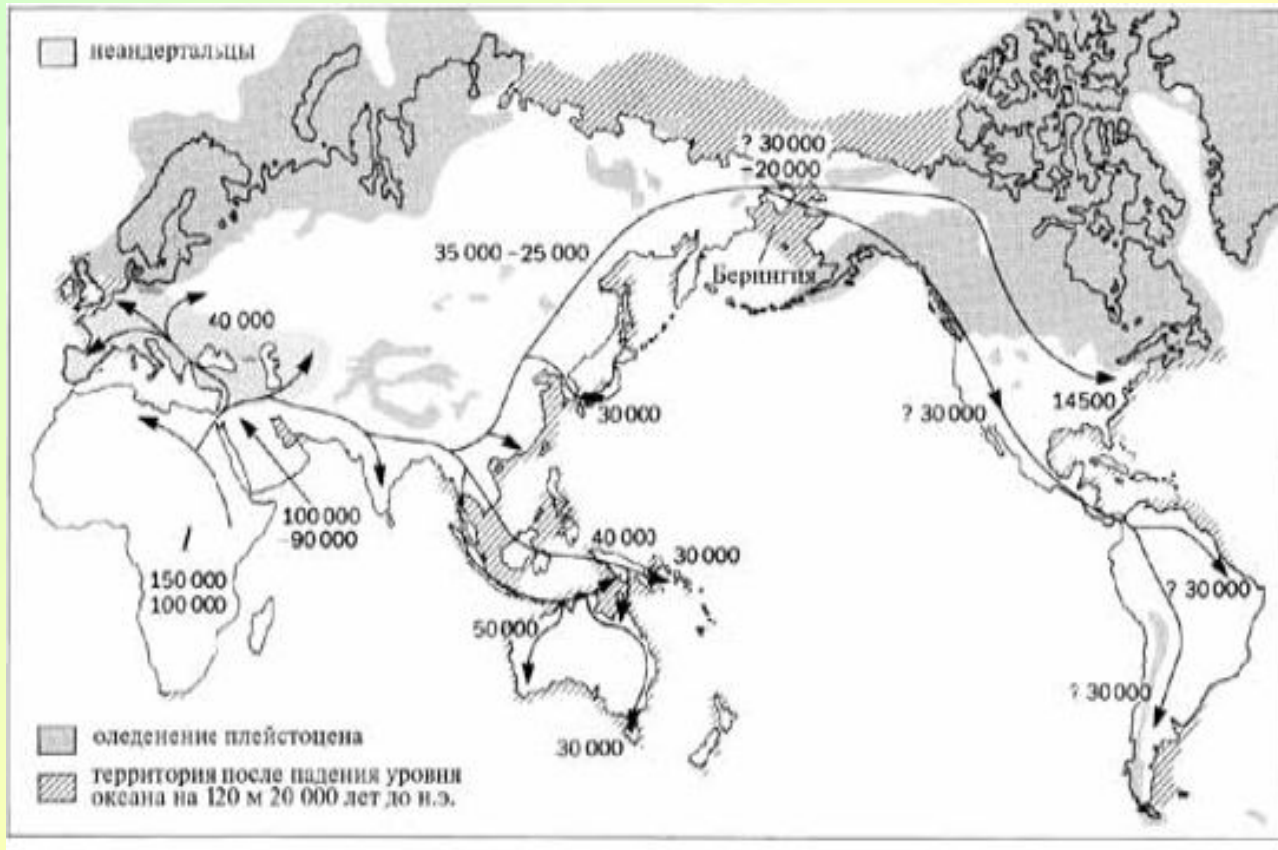 неандертальцы
? 30 000
–20 000
35 000 –25 000
Берингия
40 000
30 000
14500
? 30 000
100 000
-90 000
150 000
100 000
40 000
30 000
? 30 000
50 000
? 30 000
30 000
оледенение плейстоцена
территория после падения уровня
океана на 120 м 20 000 лет до н.э.